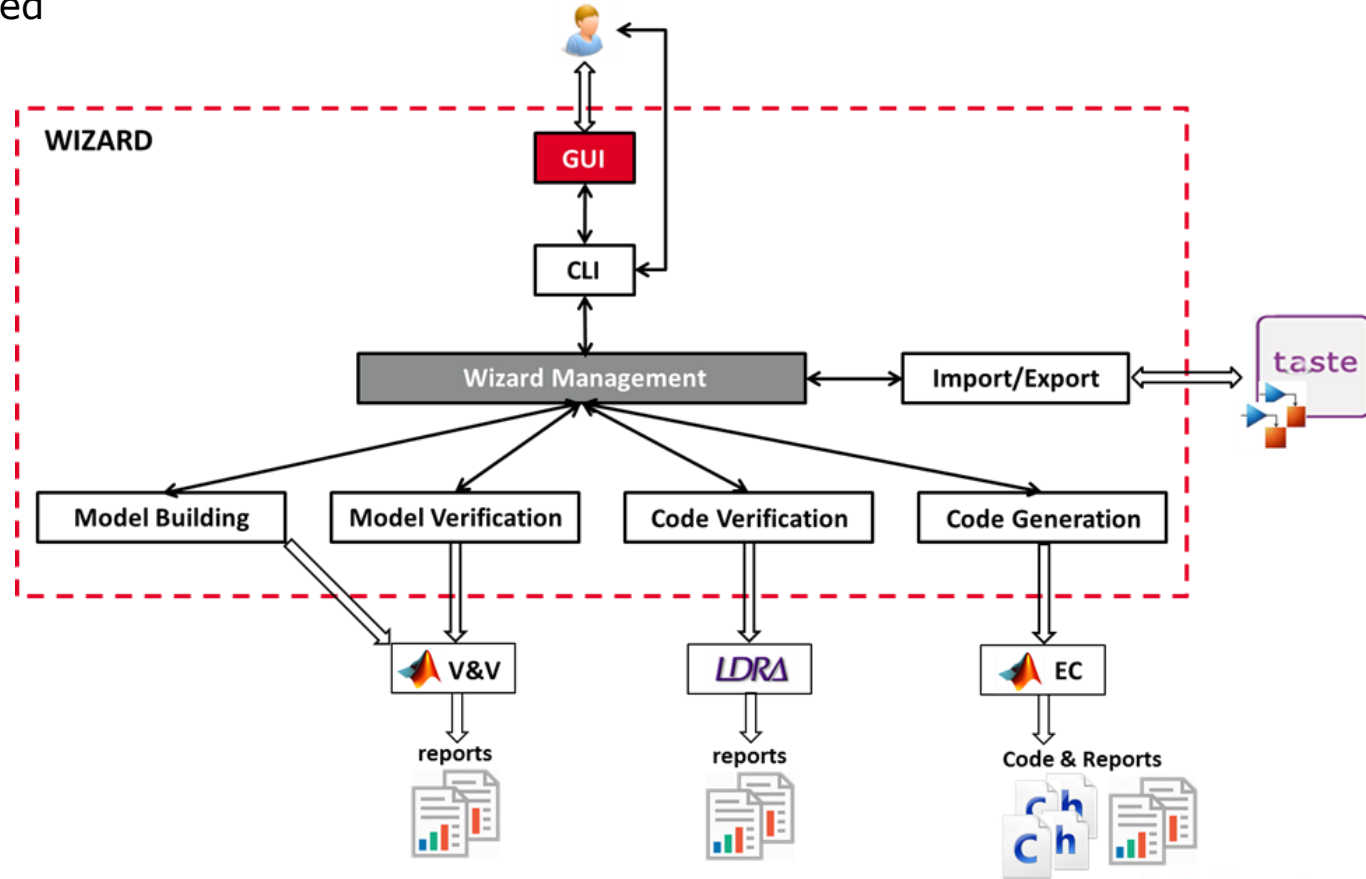 ed
WIZARD
GUI
CLI
Wizard Management
Import/Export
taste
Model Building
Model Verification
Code Verification
Code Generation
V&V
LDRA
EC
reports
reports
Code & Reports
C h
C h